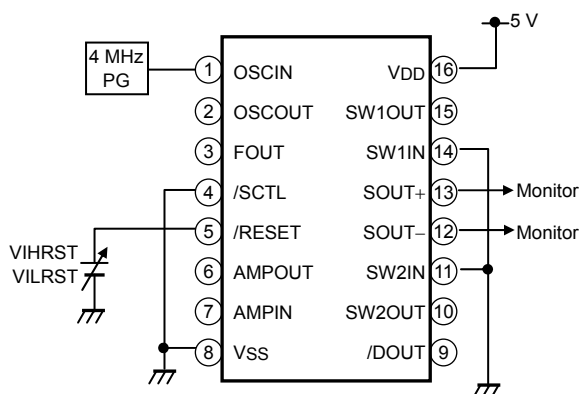 5 V
4 MHz
PG
1 OSCIN
2 OSCOUT
3 FOUT
4 /SCTL
5 /RESET
6 AMPOUT
7 AMPIN
8 VSS
VDD 16
SW1OUT 15
SW1IN 14
SOUT+ 13 Monitor
SOUT− 12 Monitor
SW2IN 11
SW2OUT 10
/DOUT 9
VIHRST
VILRST